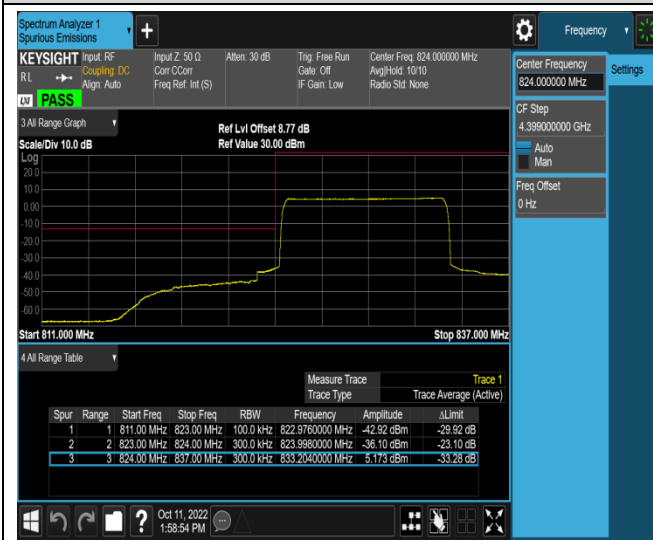 Spectrum Analyzer 1
Spurious Emissions
+
Frequency
KEYSIGHT Input: RF Input Z: 50 Ω Atten: 30 dB Trig: Free Run Center Freq: 824.000000 MHz
RL Coupling: DC Corr CCorr Gate: Off Avg|Hold: 10/10
Align: Auto Freq Ref: Int (S) IF Gain: Low Radio Std: None
LXI PASS
Center Frequency
824.000000 MHz
Settings
CF Step
4.399000000 GHz
Auto
Man
Freq Offset
0 Hz
3 All Range Graph
Ref Lvl Offset 8.77 dB
Scale/Div 10.0 dB Ref Value 30.00 dBm
Log
20.0
10.0
0.00
-10.0
-20.0
-30.0
-40.0
-50.0
-60.0
Start 811.000 MHz Stop 837.000 MHz
4 All Range Table
Measure Trace Trace 1
Trace Type Trace Average (Active)
Spur Range Start Freq Stop Freq RBW Frequency Amplitude ΔLimit
1 1 811.00 MHz 823.00 MHz 100.0 kHz 822.9760000 MHz -42.92 dBm -29.92 dB
2 2 823.00 MHz 824.00 MHz 300.0 kHz 823.9980000 MHz -36.10 dBm -23.10 dB
3 3 824.00 MHz 837.00 MHz 300.0 kHz 833.2040000 MHz 5.173 dBm -33.28 dB
? Oct 11, 2022
1:58:54 PM